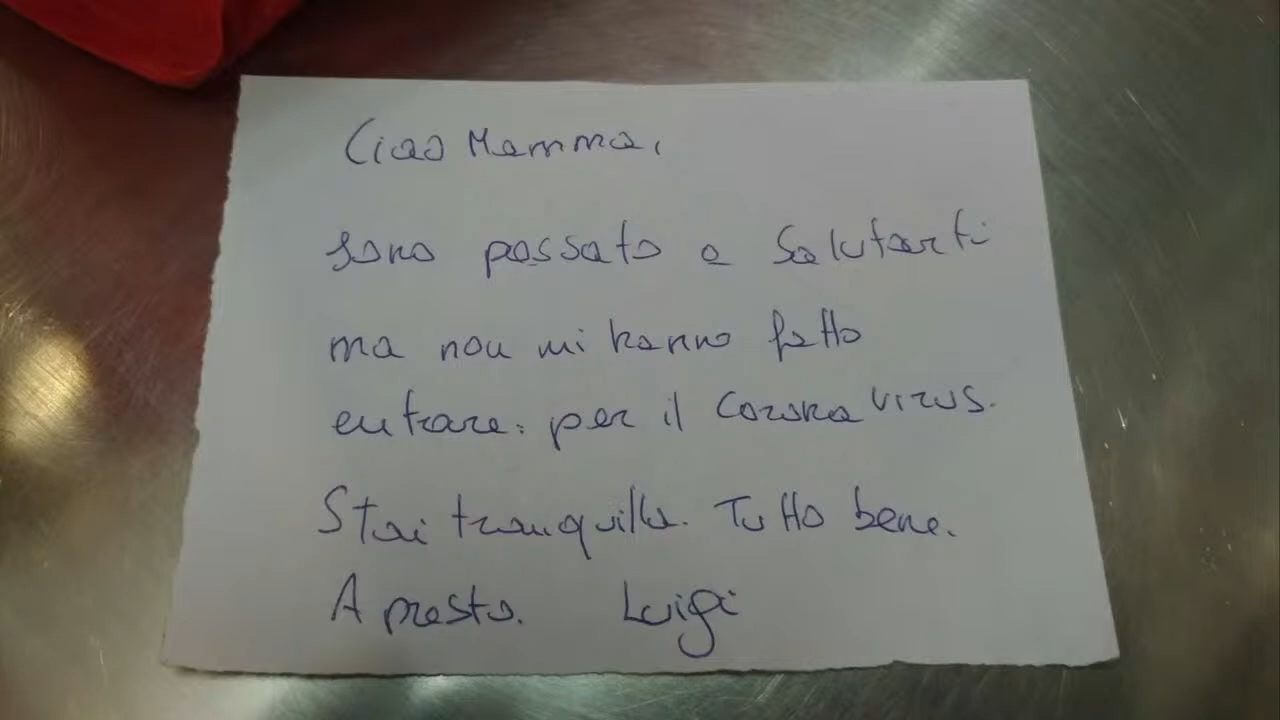 Ciao Mamma,
sono passato a salutarti
ma non mi hanno fatto
entrare: per il corona virus.
Stai tranquilla. Tutto bene.
A presto. Luigi